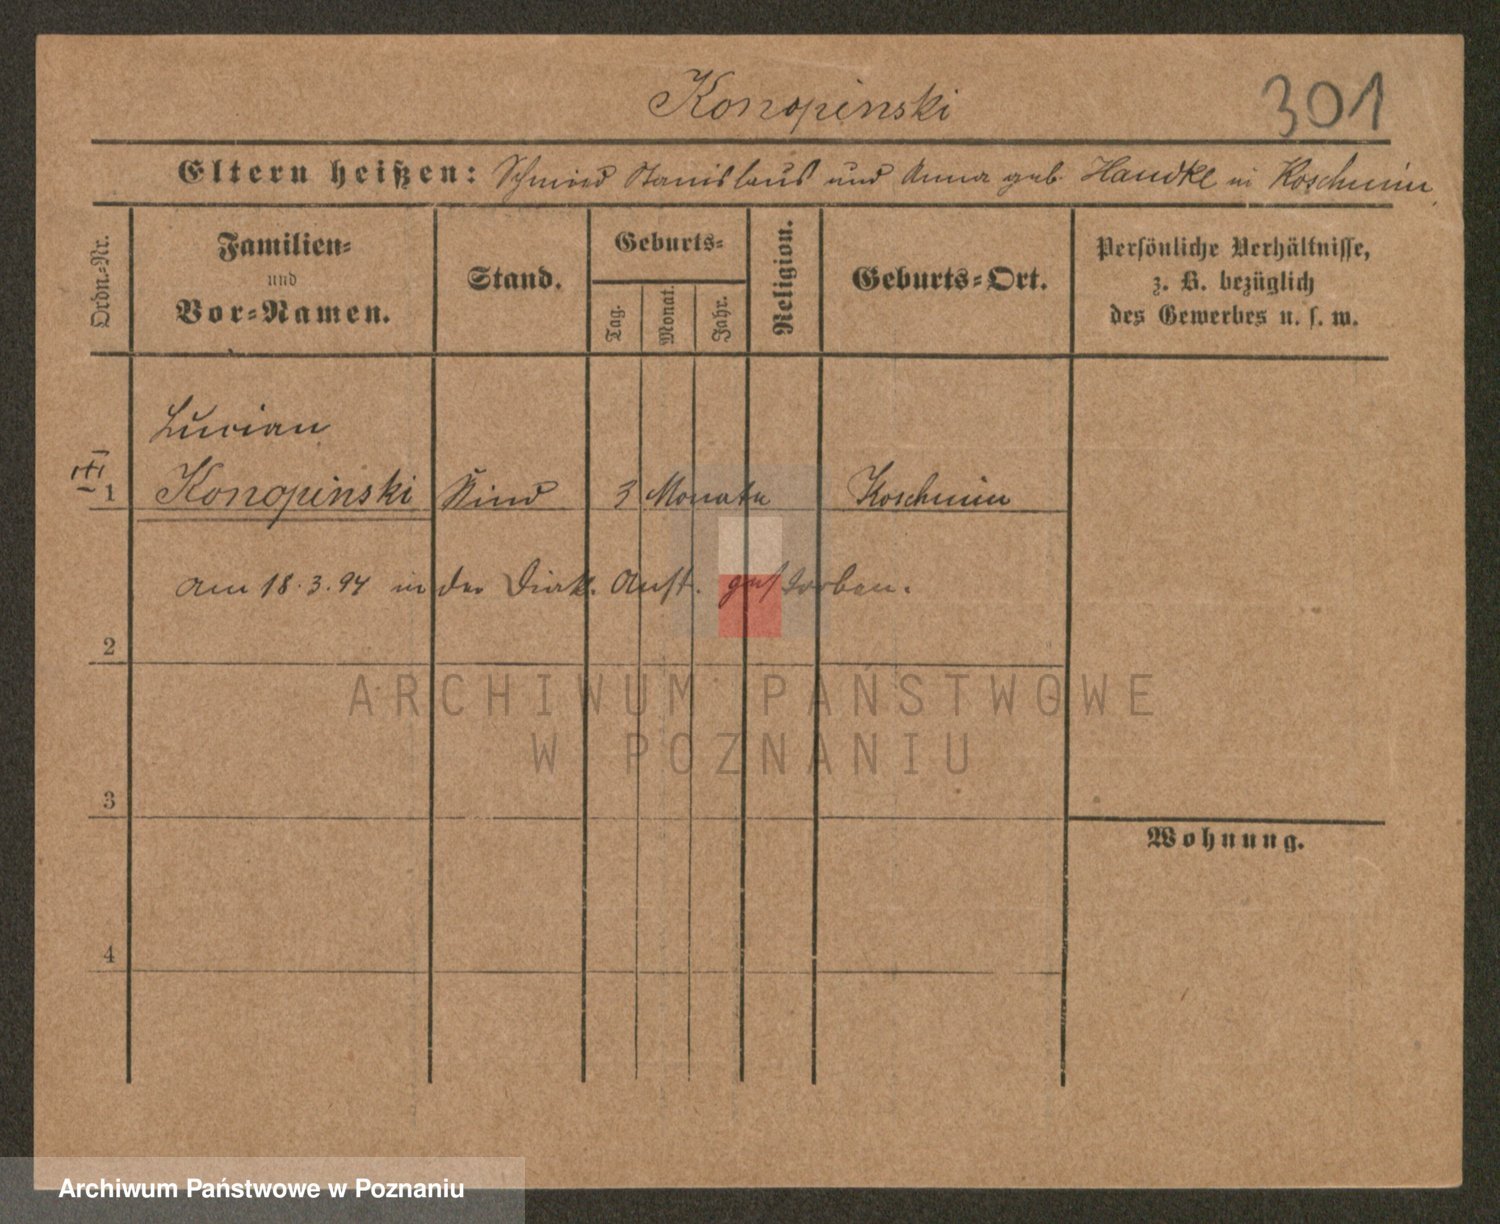 Konopinski
301
Eltern heißen: Schmied Stanislaus und Anna geb. Handke in Koschmin,
Ordn.-Nr.
Familien-
und
Vor-Namen.
Stand.
Geburts-
Tag.
Monat.
Jahr.
Religion.
Geburts-Ort.
Persönliche Verhältnisse,
z. B. bezüglich
des Gewerbes u. s. w.
Lucian
1 Konopinski Kind 3 Monate Koschmin
am 18.3.94 in der Diak. Anst. gestorben.
2
ARCHIWUM PAŃSTWOWE
W POZNANIU
3
Wohnung.
4
Archiwum Państwowe w Poznaniu